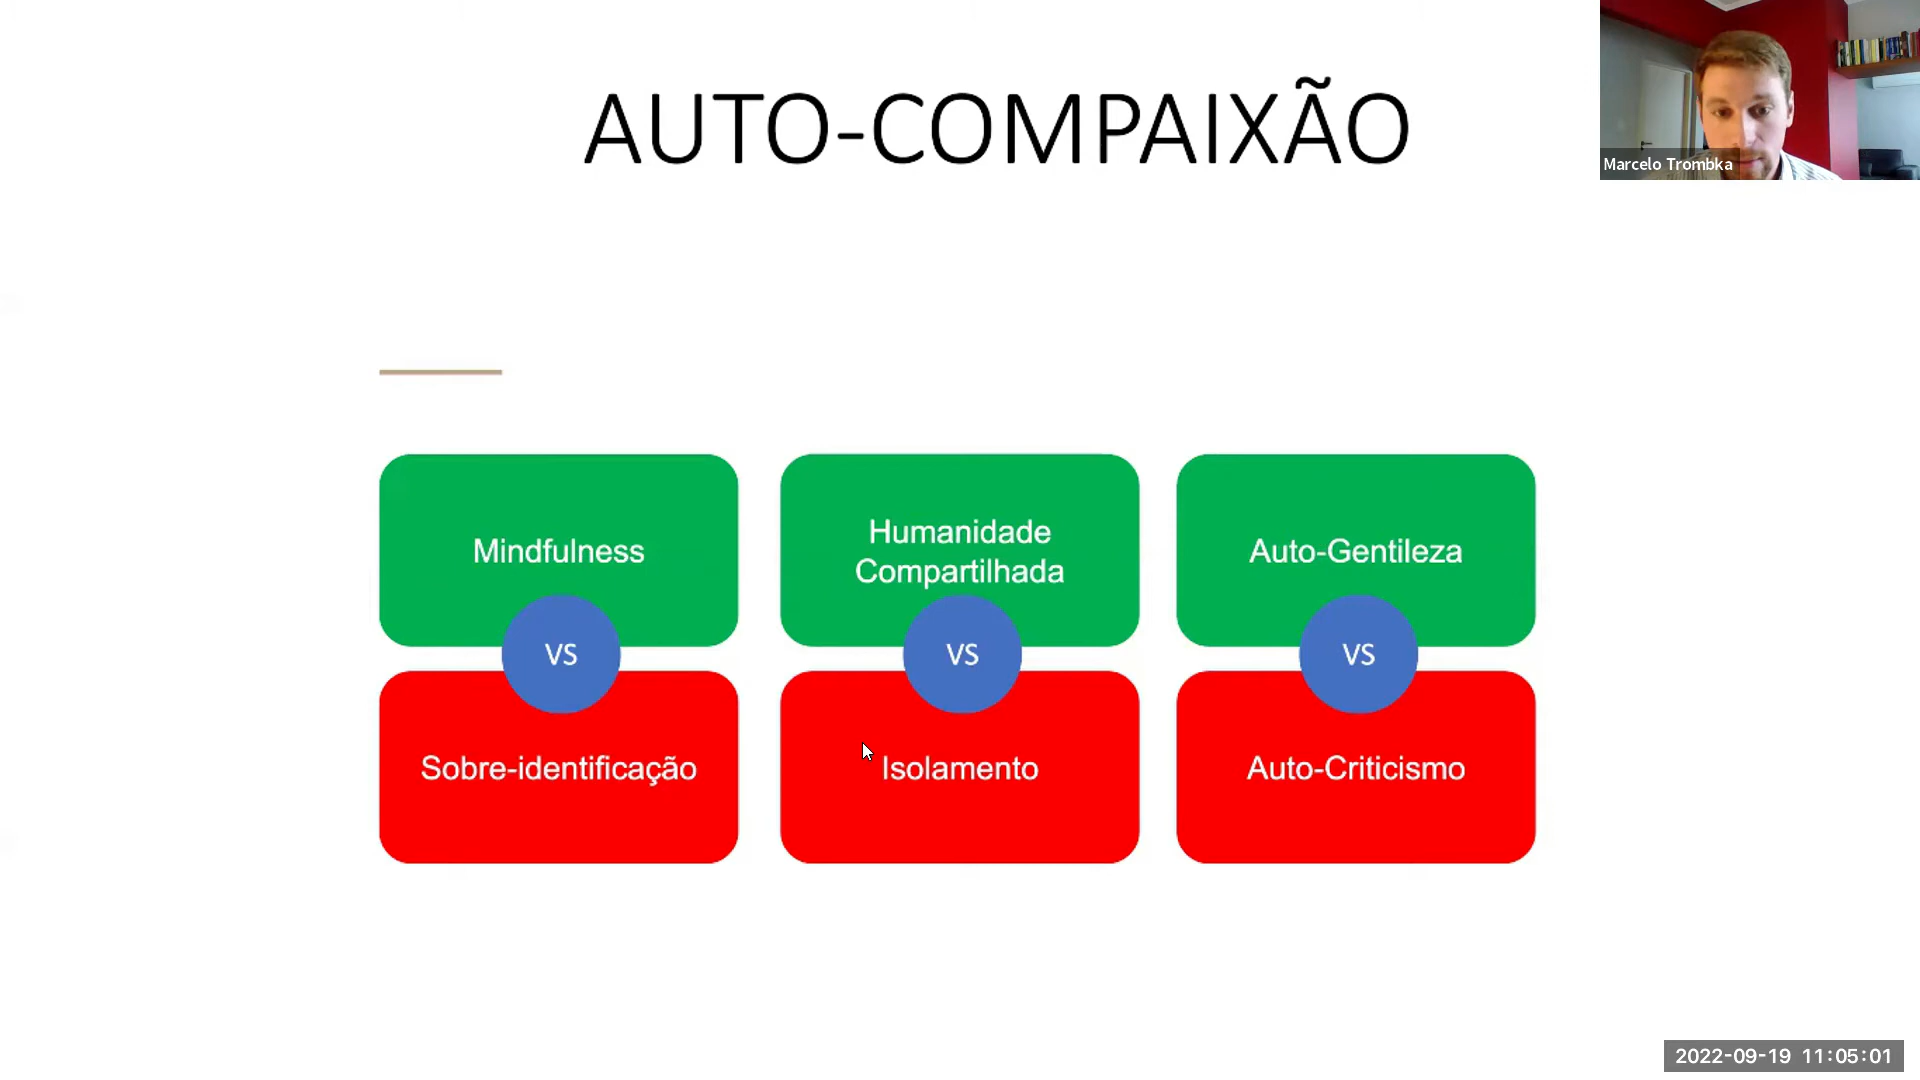 AUTO-COMPAIXÃO
Marcelo Trombka
Mindfulness
Humanidade
Compartilhada
Auto-Gentileza
VS
VS
VS
Sobre-identificação
Isolamento
Auto-Criticismo
2022-09-19 11:05:01